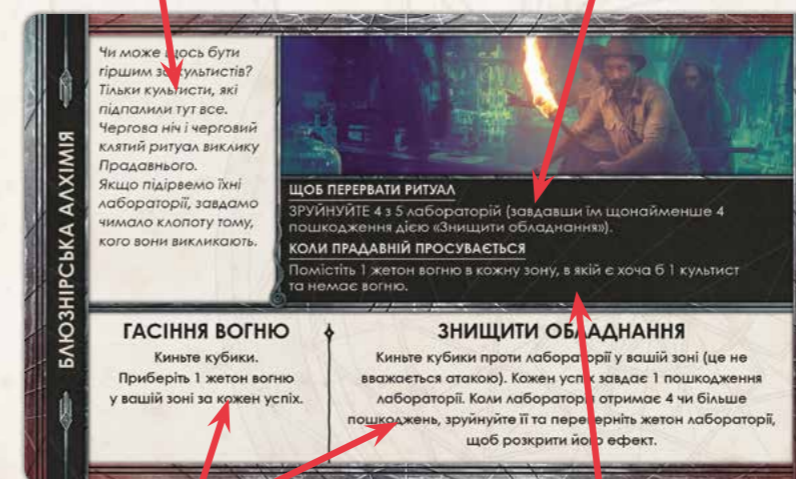 БЛЮЗНІРСЬКА АЛХІМІЯ
Чи може щось бути
гіршим за культистів?
Тільки культисти, які
підпалили тут все.
Чергова ніч і черговий
клятий ритуал виклику
Прадавнього.
Якщо підірвемо їхні
лабораторії, завдамо
чимало клопоту тому,
кого вони викликають.
ЩОБ ПЕРЕРВАТИ РИТУАЛ
ЗРУЙНУЙТЕ 4 з 5 лабораторій (завдавши їм щонайменше 4
пошкодження дією «Знищити обладнання»).
КОЛИ ПРАДАВНІЙ ПРОСУВАЄТЬСЯ
Помістіть 1 жетон вогню в кожну зону, в якій є хоча б 1 культист
та немає вогню.
ГАСІННЯ ВОГНЮ
Киньте кубики.
Приберіть 1 жетон вогню
у вашій зоні за кожен успіх.
ЗНИЩИТИ ОБЛАДНАННЯ
Киньте кубики проти лабораторії у вашій зоні (це не
вважається атакою). Кожен успіх завдає 1 пошкодження
лабораторії. Коли лабораторія отримає 4 чи більше
пошкоджень, зруйнуйте її та переверніть жетон лабораторії,
щоб розкрити його ефект.